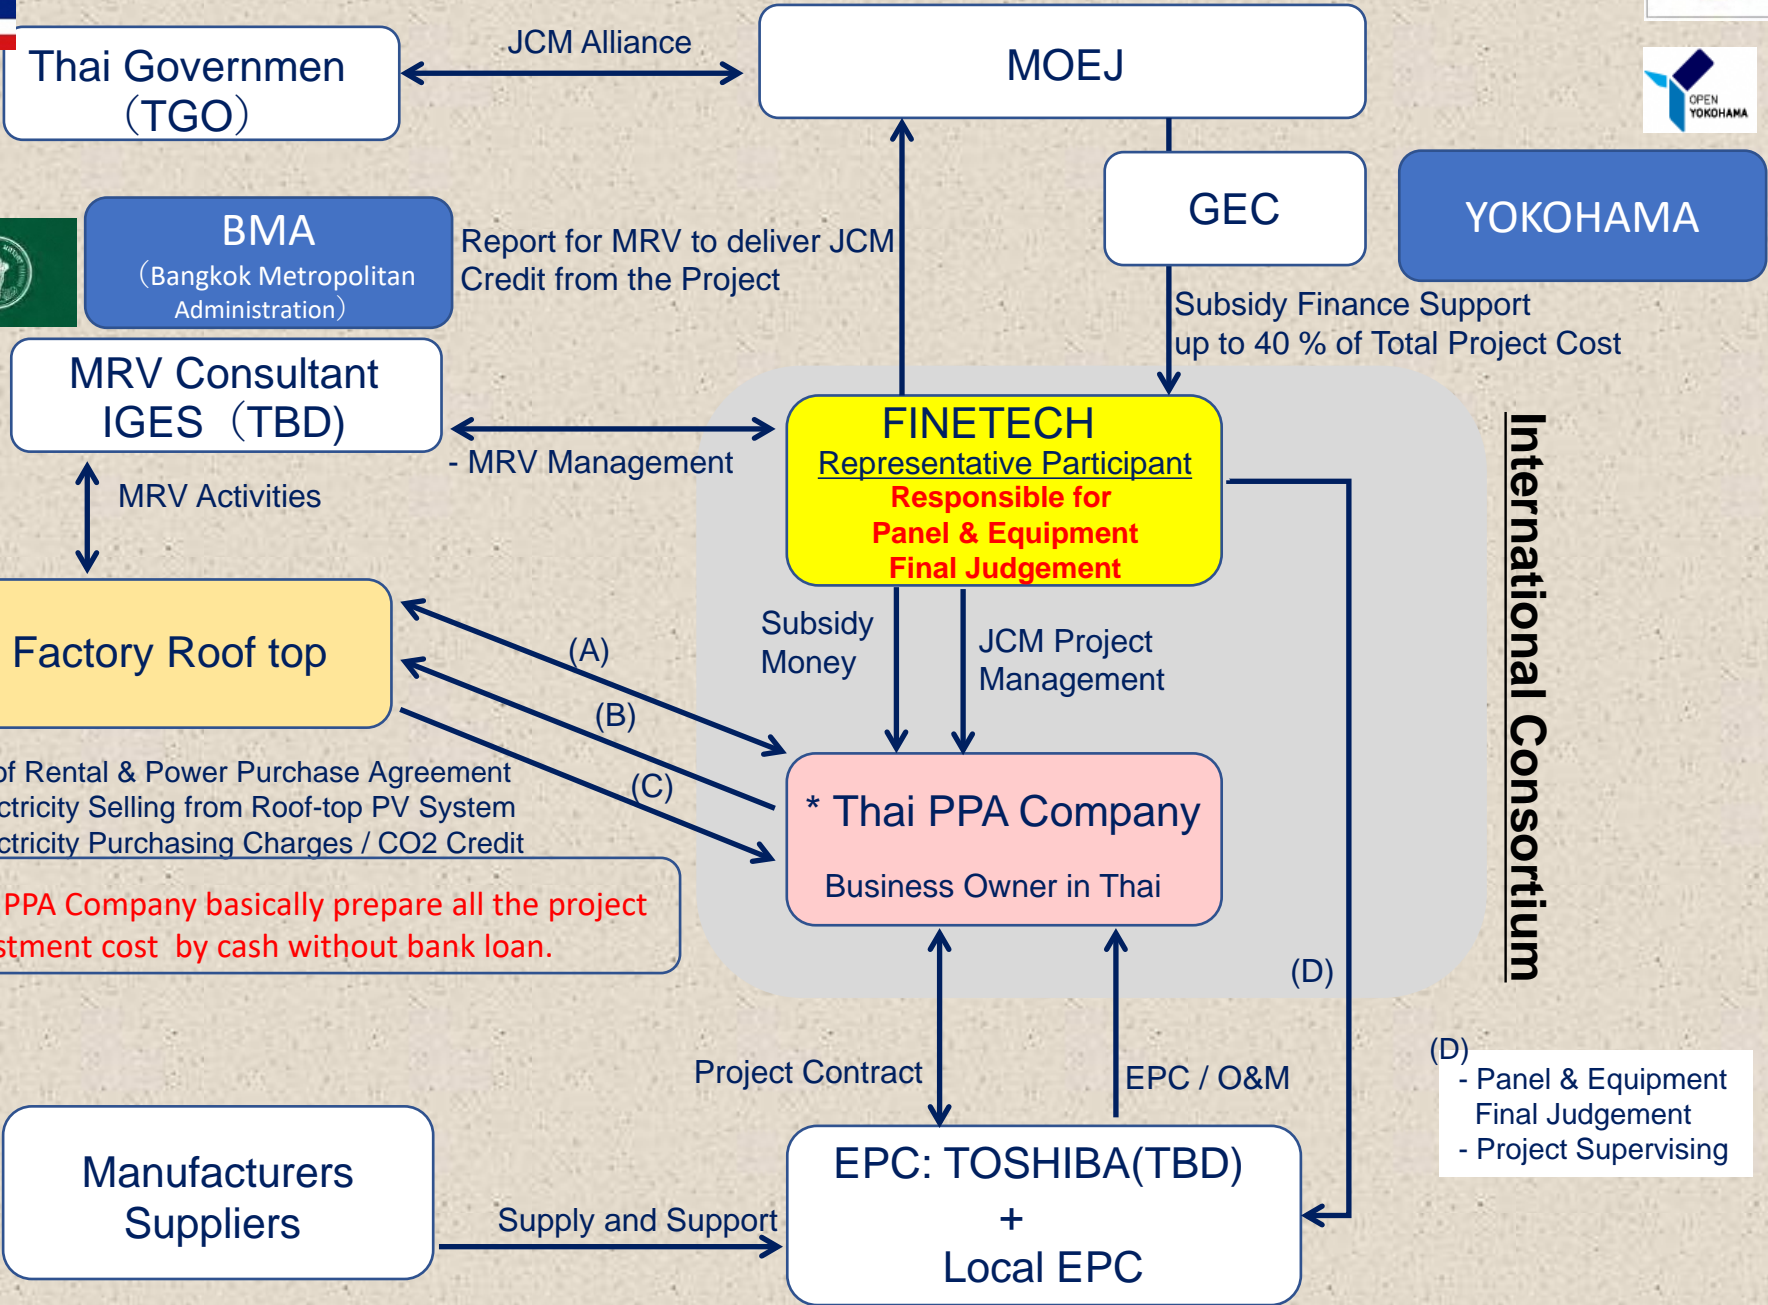 JCM Alliance
Thai Governmen
（TGO）
MOEJ
OPEN
YOKOHAMA
GEC
YOKOHAMA
BMA
（Bangkok Metropolitan
Administration）
Report for MRV to deliver JCM
Credit from the Project
Subsidy Finance Support
up to 40 % of Total Project Cost
MRV Consultant
IGES（TBD)
- MRV Management
FINETECH
Representative Participant
Responsible for
Panel & Equipment
Final Judgement
International Consortium
MRV Activities
Factory Roof top
(A)
(B)
(C)
Subsidy
Money
JCM Project
Management
of Rental & Power Purchase Agreement
ctricity Selling from Roof-top PV System
ctricity Purchasing Charges / CO2 Credit
* Thai PPA Company
Business Owner in Thai
PPA Company basically prepare all the project
stment cost by cash without bank loan.
(D)
Project Contract
EPC / O&M
(D)
- Panel & Equipment
Final Judgement
- Project Supervising
Manufacturers
Suppliers
Supply and Support
EPC: TOSHIBA(TBD)
+
Local EPC